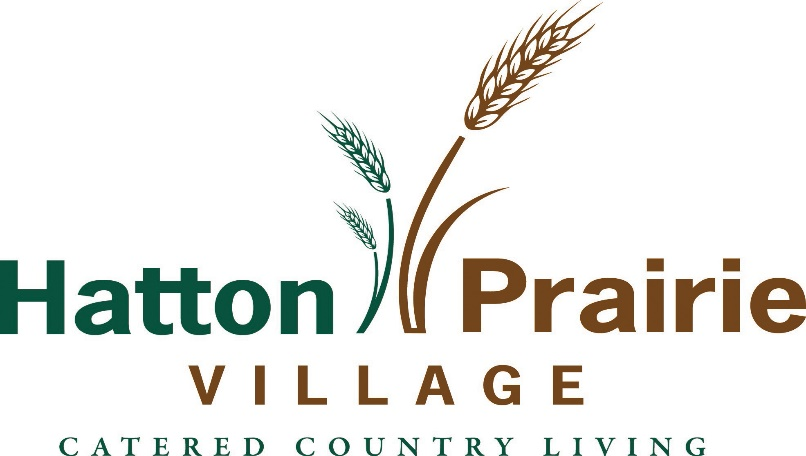 Hatton Prairie
VILLAGE
CATERED COUNTRY LIVING